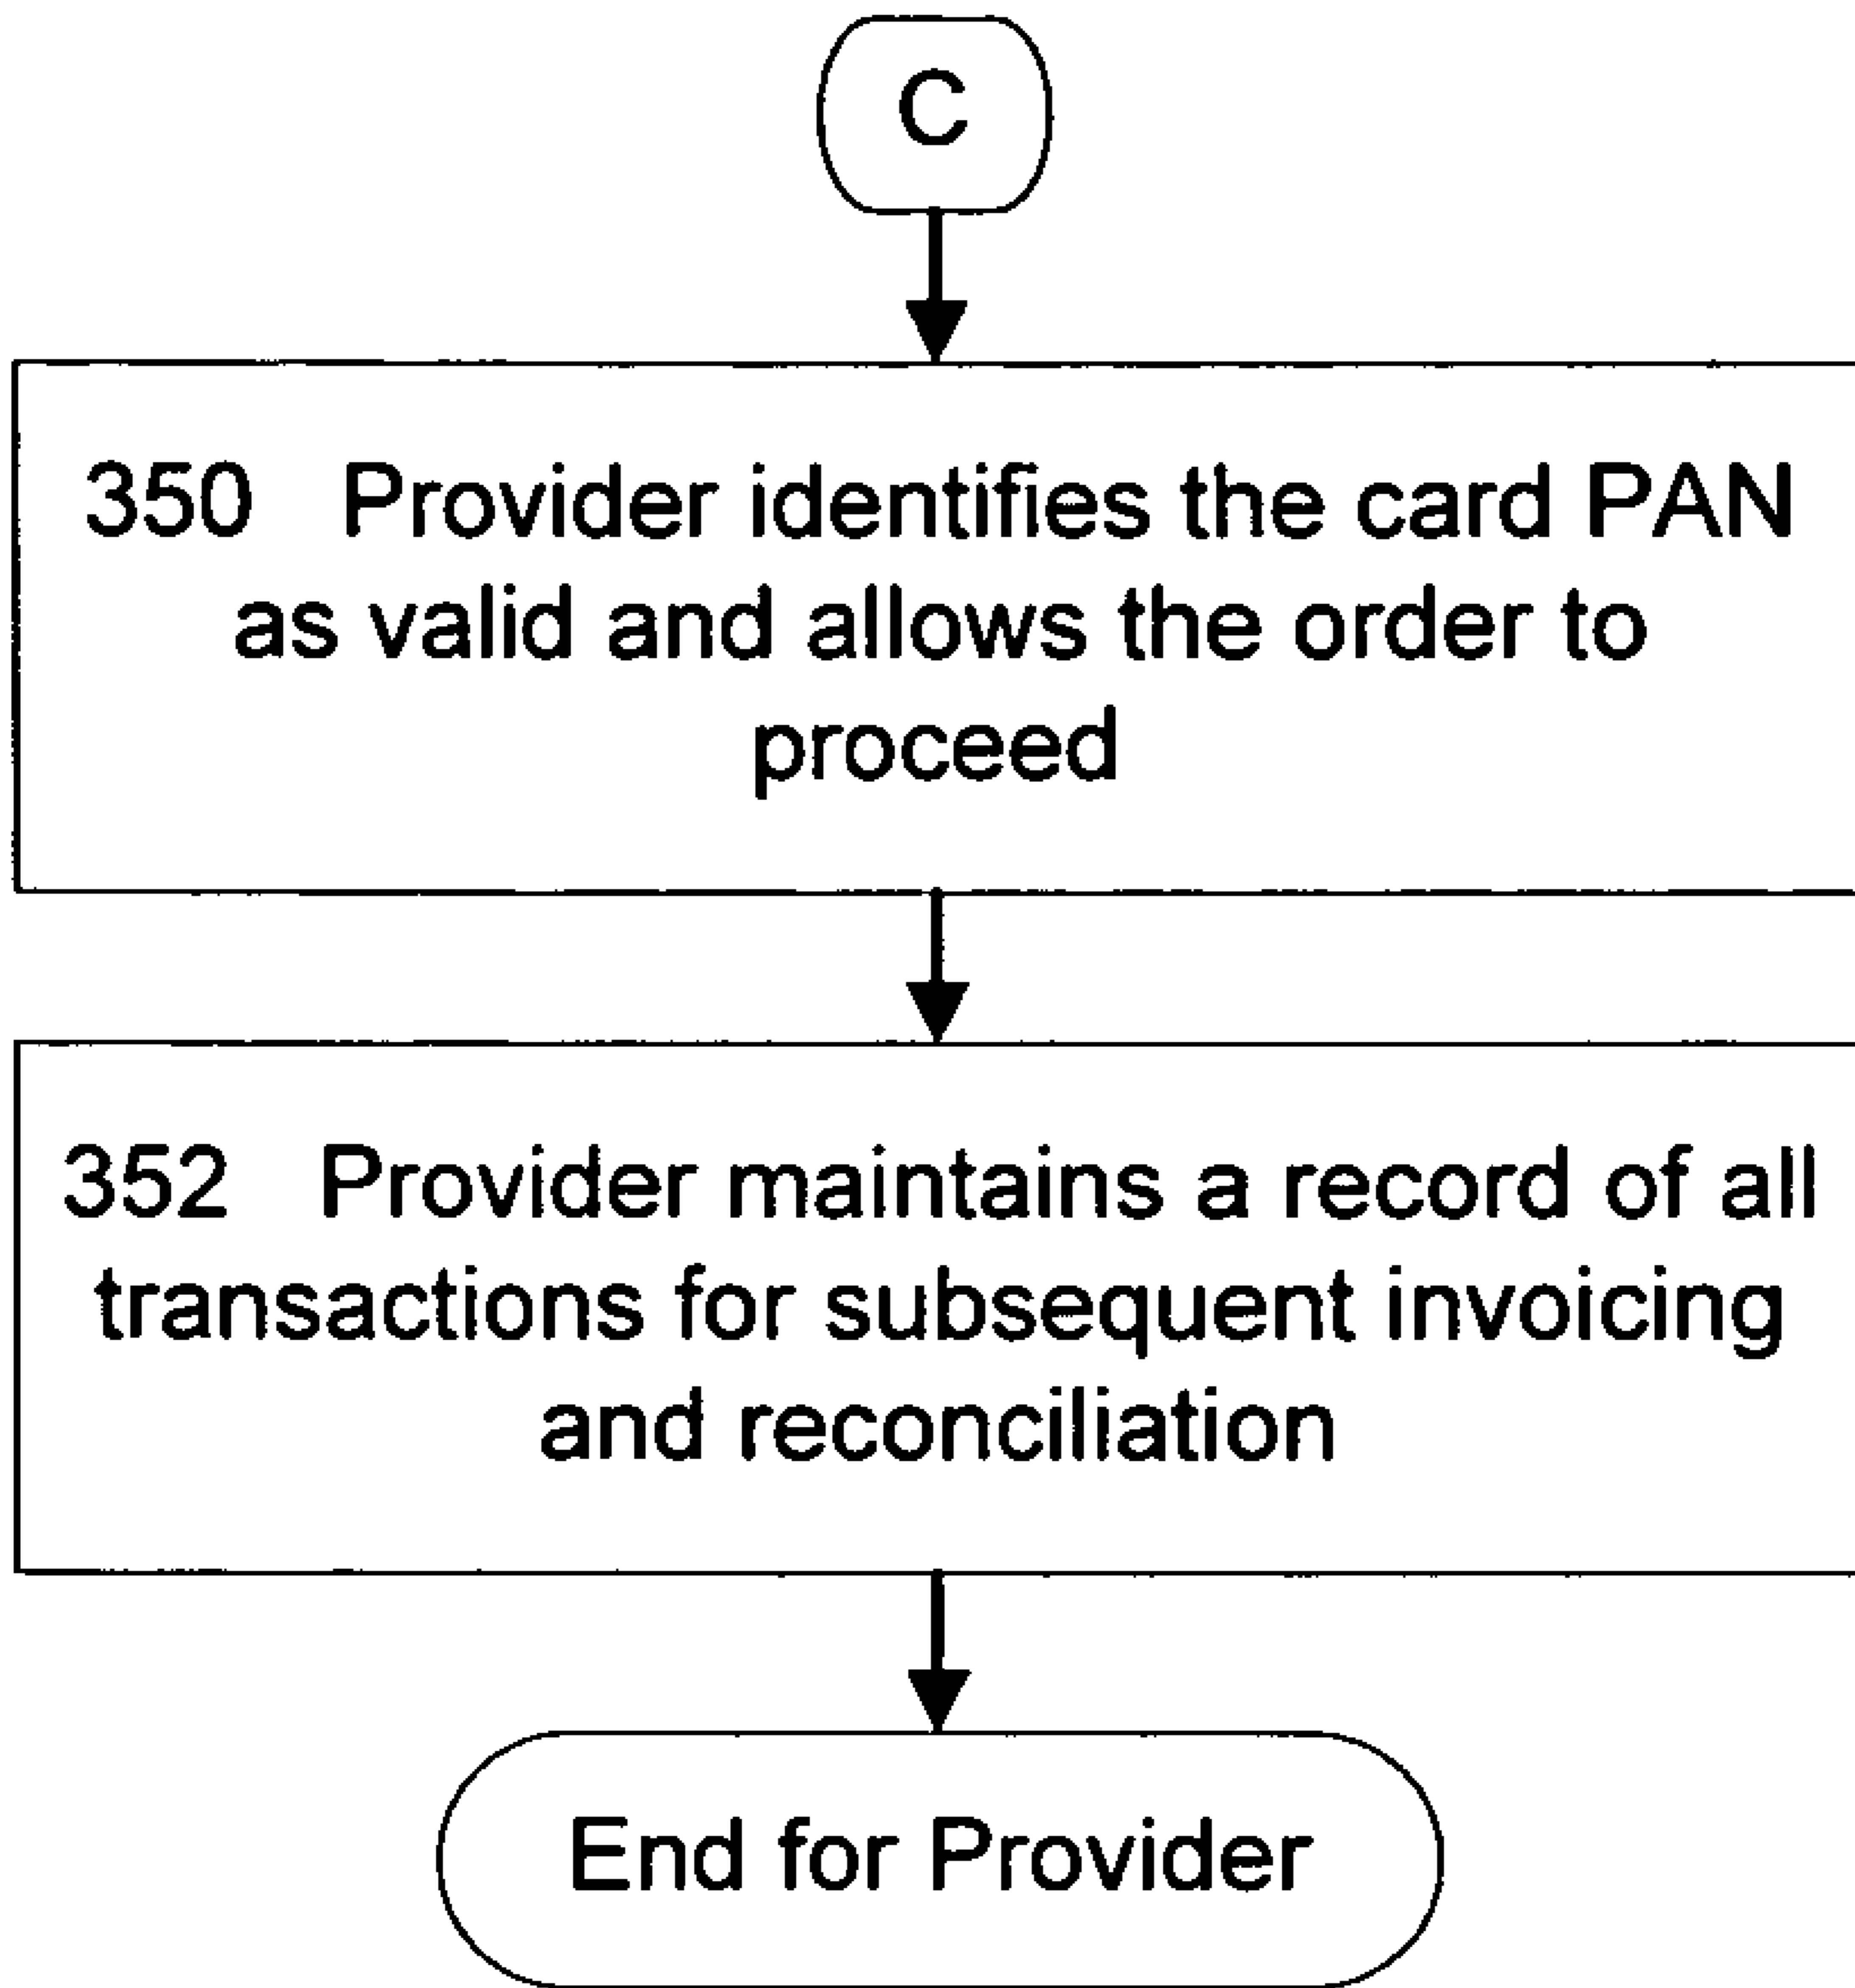 C
350 Provider identifies the card PAN
as valid and allows the order to
proceed
352 Provider maintains a record of all
transactions for subsequent invoicing
and reconciliation
End for Provider